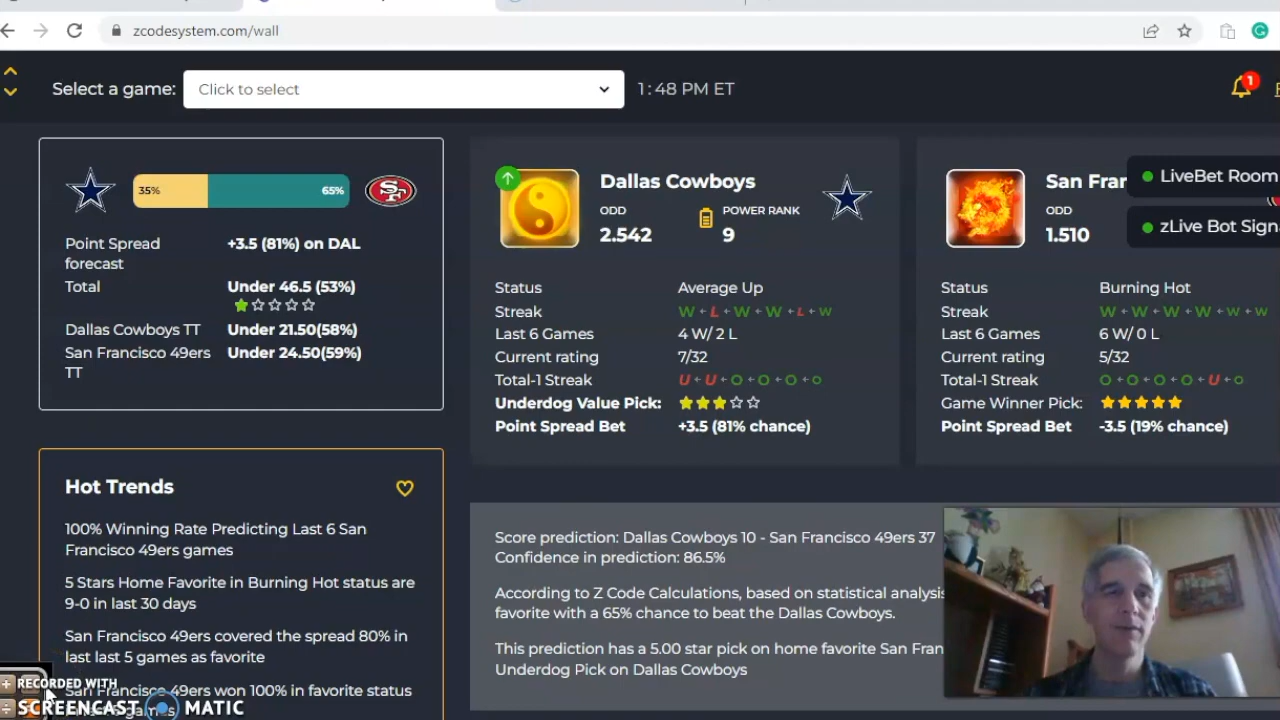 zcodesystem.com/wall
Select a game:
Click to select
1:48 PM ET
1
35%
65%
Point Spread forecast
+3.5 (81%) on DAL
Total
Under 46.5 (53%)
Dallas Cowboys TT
Under 21.50(58%)
San Francisco 49ers TT
Under 24.50(59%)
Hot Trends
100% Winning Rate Predicting Last 6 San
Francisco 49ers games
5 Stars Home Favorite in Burning Hot status are
9-0 in last 30 days
San Francisco 49ers covered the spread 80% in
last last 5 games as favorite
San Francisco 49ers won 100% in favorite status
Dallas Cowboys
ODD
2.542
POWER RANK
9
Status
Average Up
Streak
W L W W L W
Last 6 Games
4 W/ 2 L
Current rating
7/32
Total-1 Streak
U U O O O O
Underdog Value Pick:
Point Spread Bet
+3.5 (81% chance)
San Fran
ODD
1.510
Status
Burning Hot
Streak
W W W W W W
Last 6 Games
6 W/ 0 L
Current rating
5/32
Total-1 Streak
O O O O U O
Game Winner Pick:
Point Spread Bet
-3.5 (19% chance)
LiveBet Room
zLive Bot Sign
Score prediction: Dallas Cowboys 10 - San Francisco 49ers 37
Confidence in prediction: 86.5%
According to Z Code Calculations, based on statistical analysis
favorite with a 65% chance to beat the Dallas Cowboys.
This prediction has a 5.00 star pick on home favorite San Fran
Underdog Pick on Dallas Cowboys
RECORDED WITH
SCREENCAST MATIC